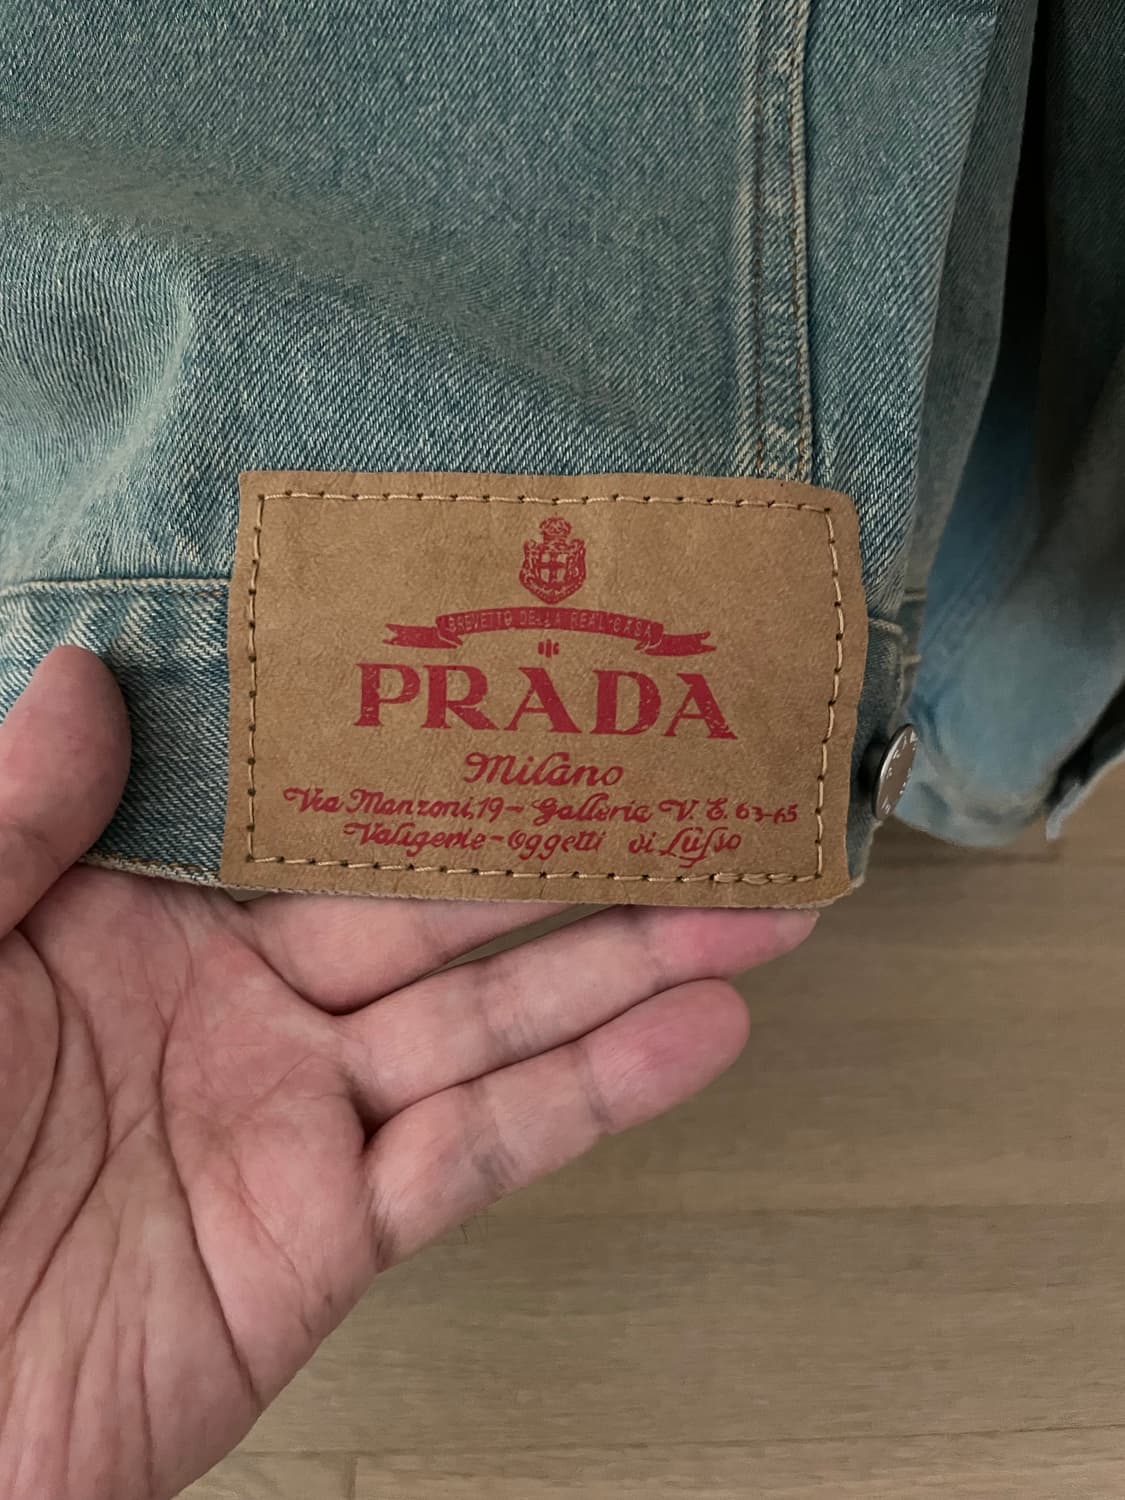 BREVETTO DELLA REAL CASA
PRADA
Milano
Via Manzoni,19 - Galleria V. E. 63-65
Valigerie - Oggetti di Lusso